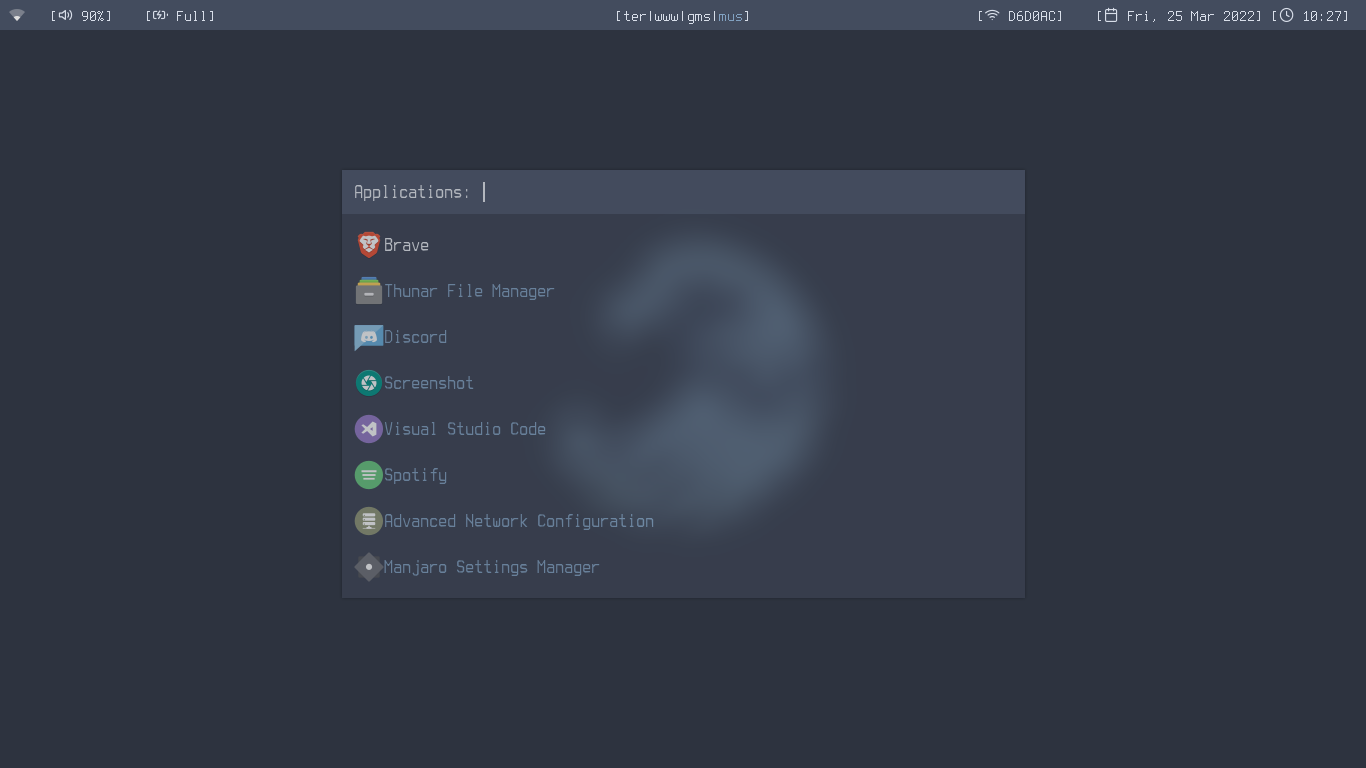 [ 90%] [ Full] [ter|www|gms|mus] [ D6D0AC] [ Fri, 25 Mar 2022] [ 10:27]
Applications:
Brave
Thunar File Manager
Discord
Screenshot
Visual Studio Code
Spotify
Advanced Network Configuration
Manjaro Settings Manager